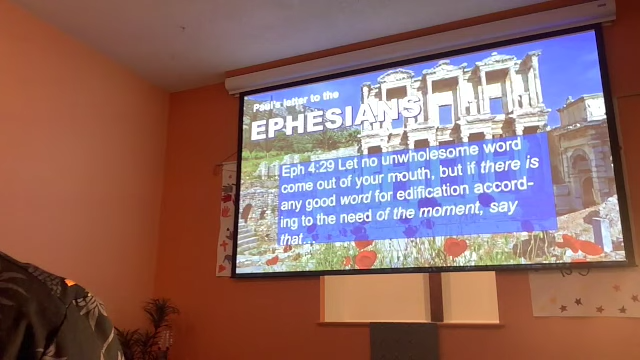 Paul's letter to the
EPHESIANS
Eph 4:29 Let no unwholesome word
come out of your mouth, but if there is
any good word for edification accord-
ing to the need of the moment, say
that...